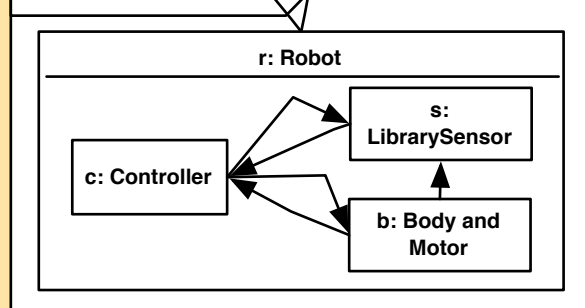 r: Robot
s:
LibrarySensor
c: Controller
b: Body and
Motor